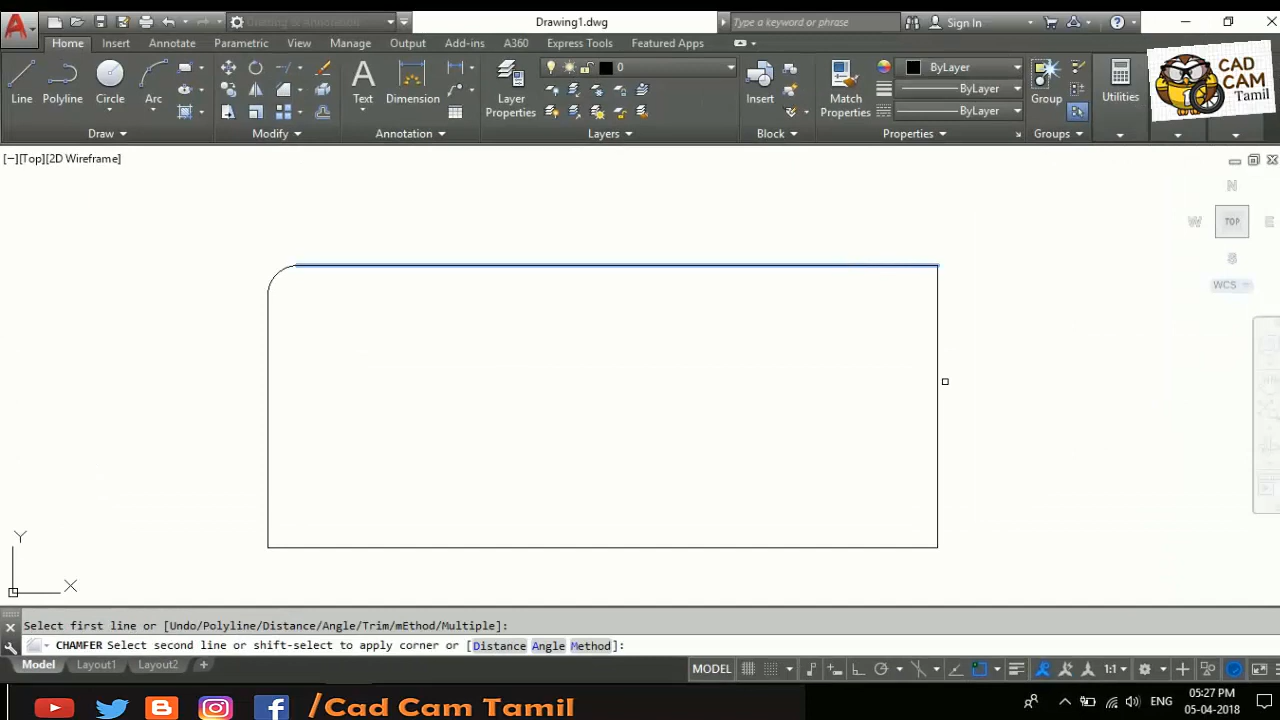 Drawing1.dwg
Type a keyword or phrase
Sign In
Home Insert Annotate Parametric View Manage Output Add-ins A360 Express Tools Featured Apps
Line Polyline Circle Arc
Text Dimension
Layer Properties
0
Insert
Match Properties
ByLayer
ByLayer
ByLayer
Group
Utilities
Draw Modify Annotation Layers Block Properties Groups
CAD
CAM
Tamil
[−][Top][2D Wireframe]
N
W TOP E
S
WCS
Y
X
Select first line or [Undo/Polyline/Distance/Angle/Trim/mEthod/Multiple]:
CHAMFER Select second line or shift-select to apply corner or [Distance Angle Method]:
Model Layout1 Layout2 +
MODEL 1:1
/Cad Cam Tamil
ENG
05:27 PM
05-04-2018